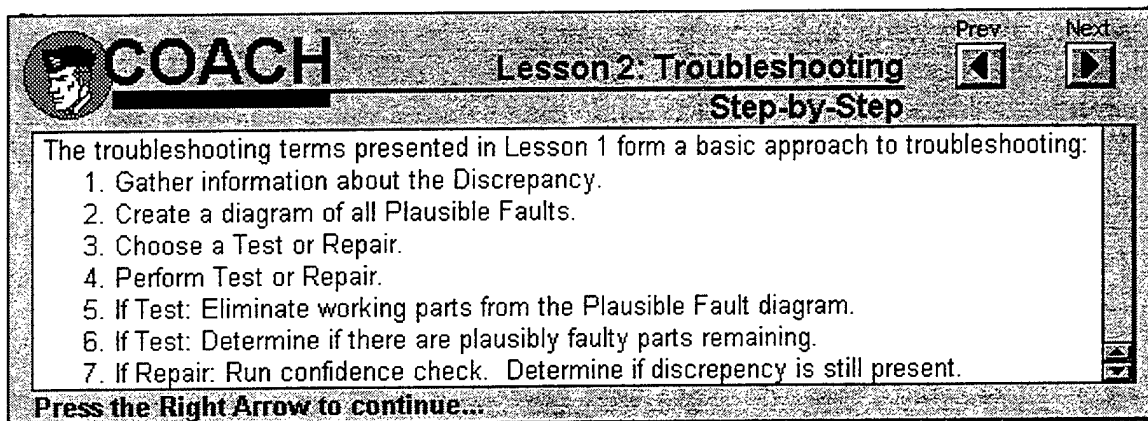 Prev Next
COACH
Lesson 2: Troubleshooting
Step-by-Step
The troubleshooting terms presented in Lesson 1 form a basic approach to troubleshooting:
1. Gather information about the Discrepancy.
2. Create a diagram of all Plausible Faults.
3. Choose a Test or Repair.
4. Perform Test or Repair.
5. If Test: Eliminate working parts from the Plausible Fault diagram.
6. If Test: Determine if there are plausibly faulty parts remaining.
7. If Repair: Run confidence check. Determine if discrepency is still present.
Press the Right Arrow to continue...